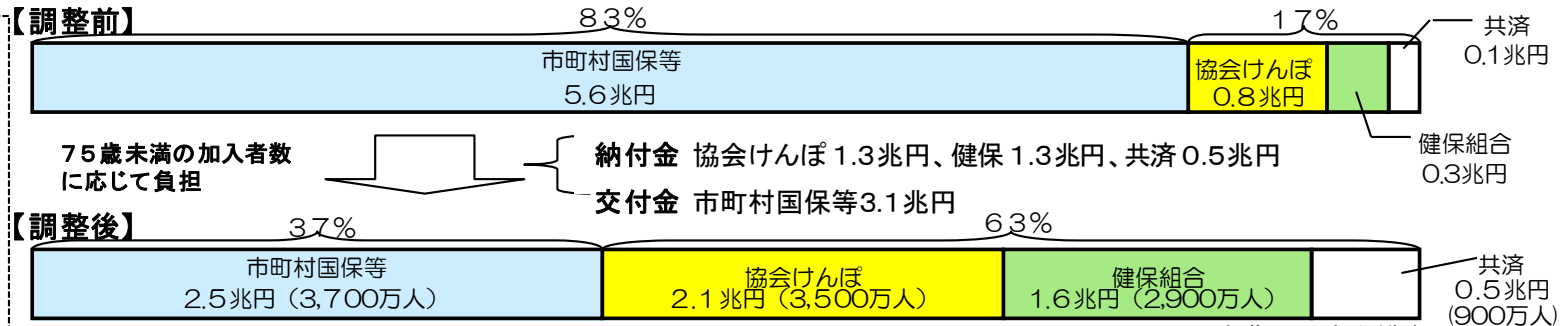 【調整前】
83%
17%
共済
0.1兆円
市町村国保等
5.6兆円
協会けんぽ
0.8兆円
健保組合
0.3兆円
75歳未満の加入者数
に応じて負担
納付金 協会けんぽ1.3兆円、健保1.3兆円、共済0.5兆円
交付金 市町村国保等3.1兆円
【調整後】
37%
63%
市町村国保等
2.5兆円(3,700万人)
協会けんぽ
2.1兆円(3,500万人)
健保組合
1.6兆円(2,900万人)
共済
0.5兆円
(900万人)